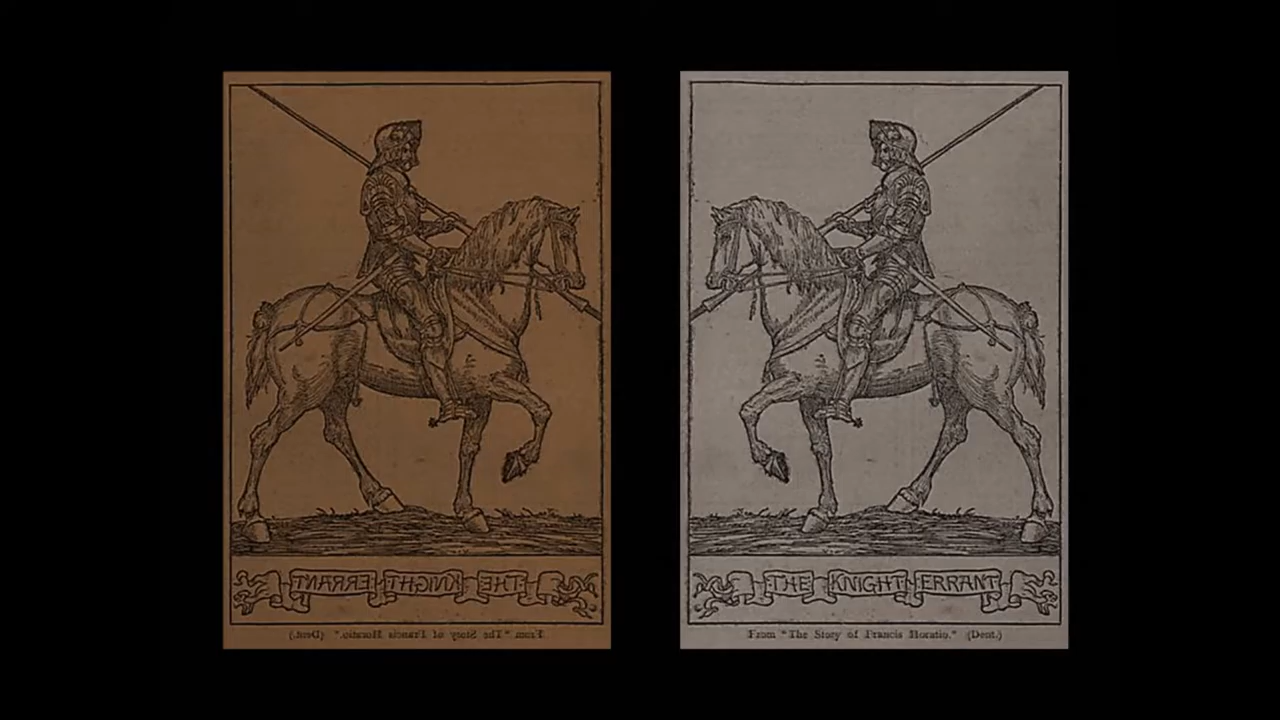 THE KNIGHT ERRANT
From "The Story of Francis Horatio." (Dent.)
THE KNIGHT ERRANT
From "The Story of Francis Horatio." (Dent.)